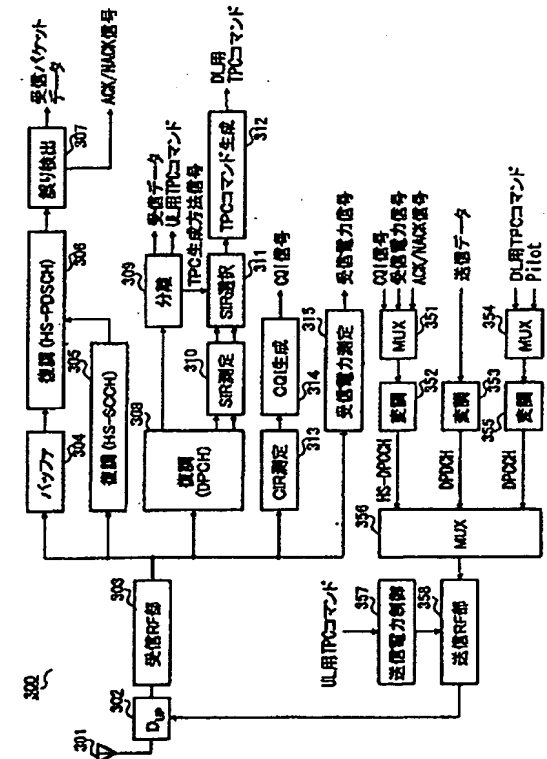 300
301
302
DUP
303
受信RF部
304
バッファ
305
復調(HS-SCCH)
306
復調(HS-PDSCH)
307
誤り検出
受信パケット
データ
ACK/NACK信号
308
復調
(DPCH)
309
分離
受信データ
UL用TPCコマンド
TPC生成方法信号
310
SIR測定
311
SIR選択
312
TPCコマンド生成
DL用
TPCコマンド
313
CIR測定
314
CQI生成
CQI信号
315
受信電力測定
受信電力信号
CQI信号
受信電力信号
ACK/NACK信号
351
MUX
352
変調
HS-DPCCH
送信データ
353
変調
DPDCH
DL用TPCコマンド
Pilot
354
MUX
355
変調
DPCCH
356
MUX
UL用TPCコマンド
357
送信電力制御
358
送信RF部